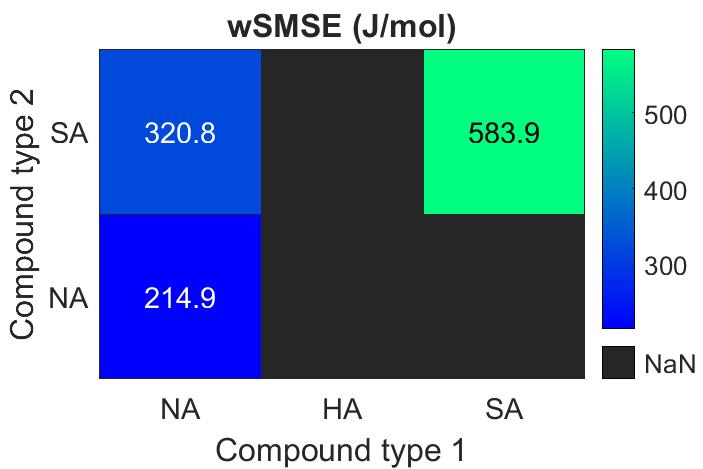 wSMSE (J/mol)
Compound type 2
SA
320.8
583.9
NA
214.9
NA
HA
SA
Compound type 1
500
400
300
NaN